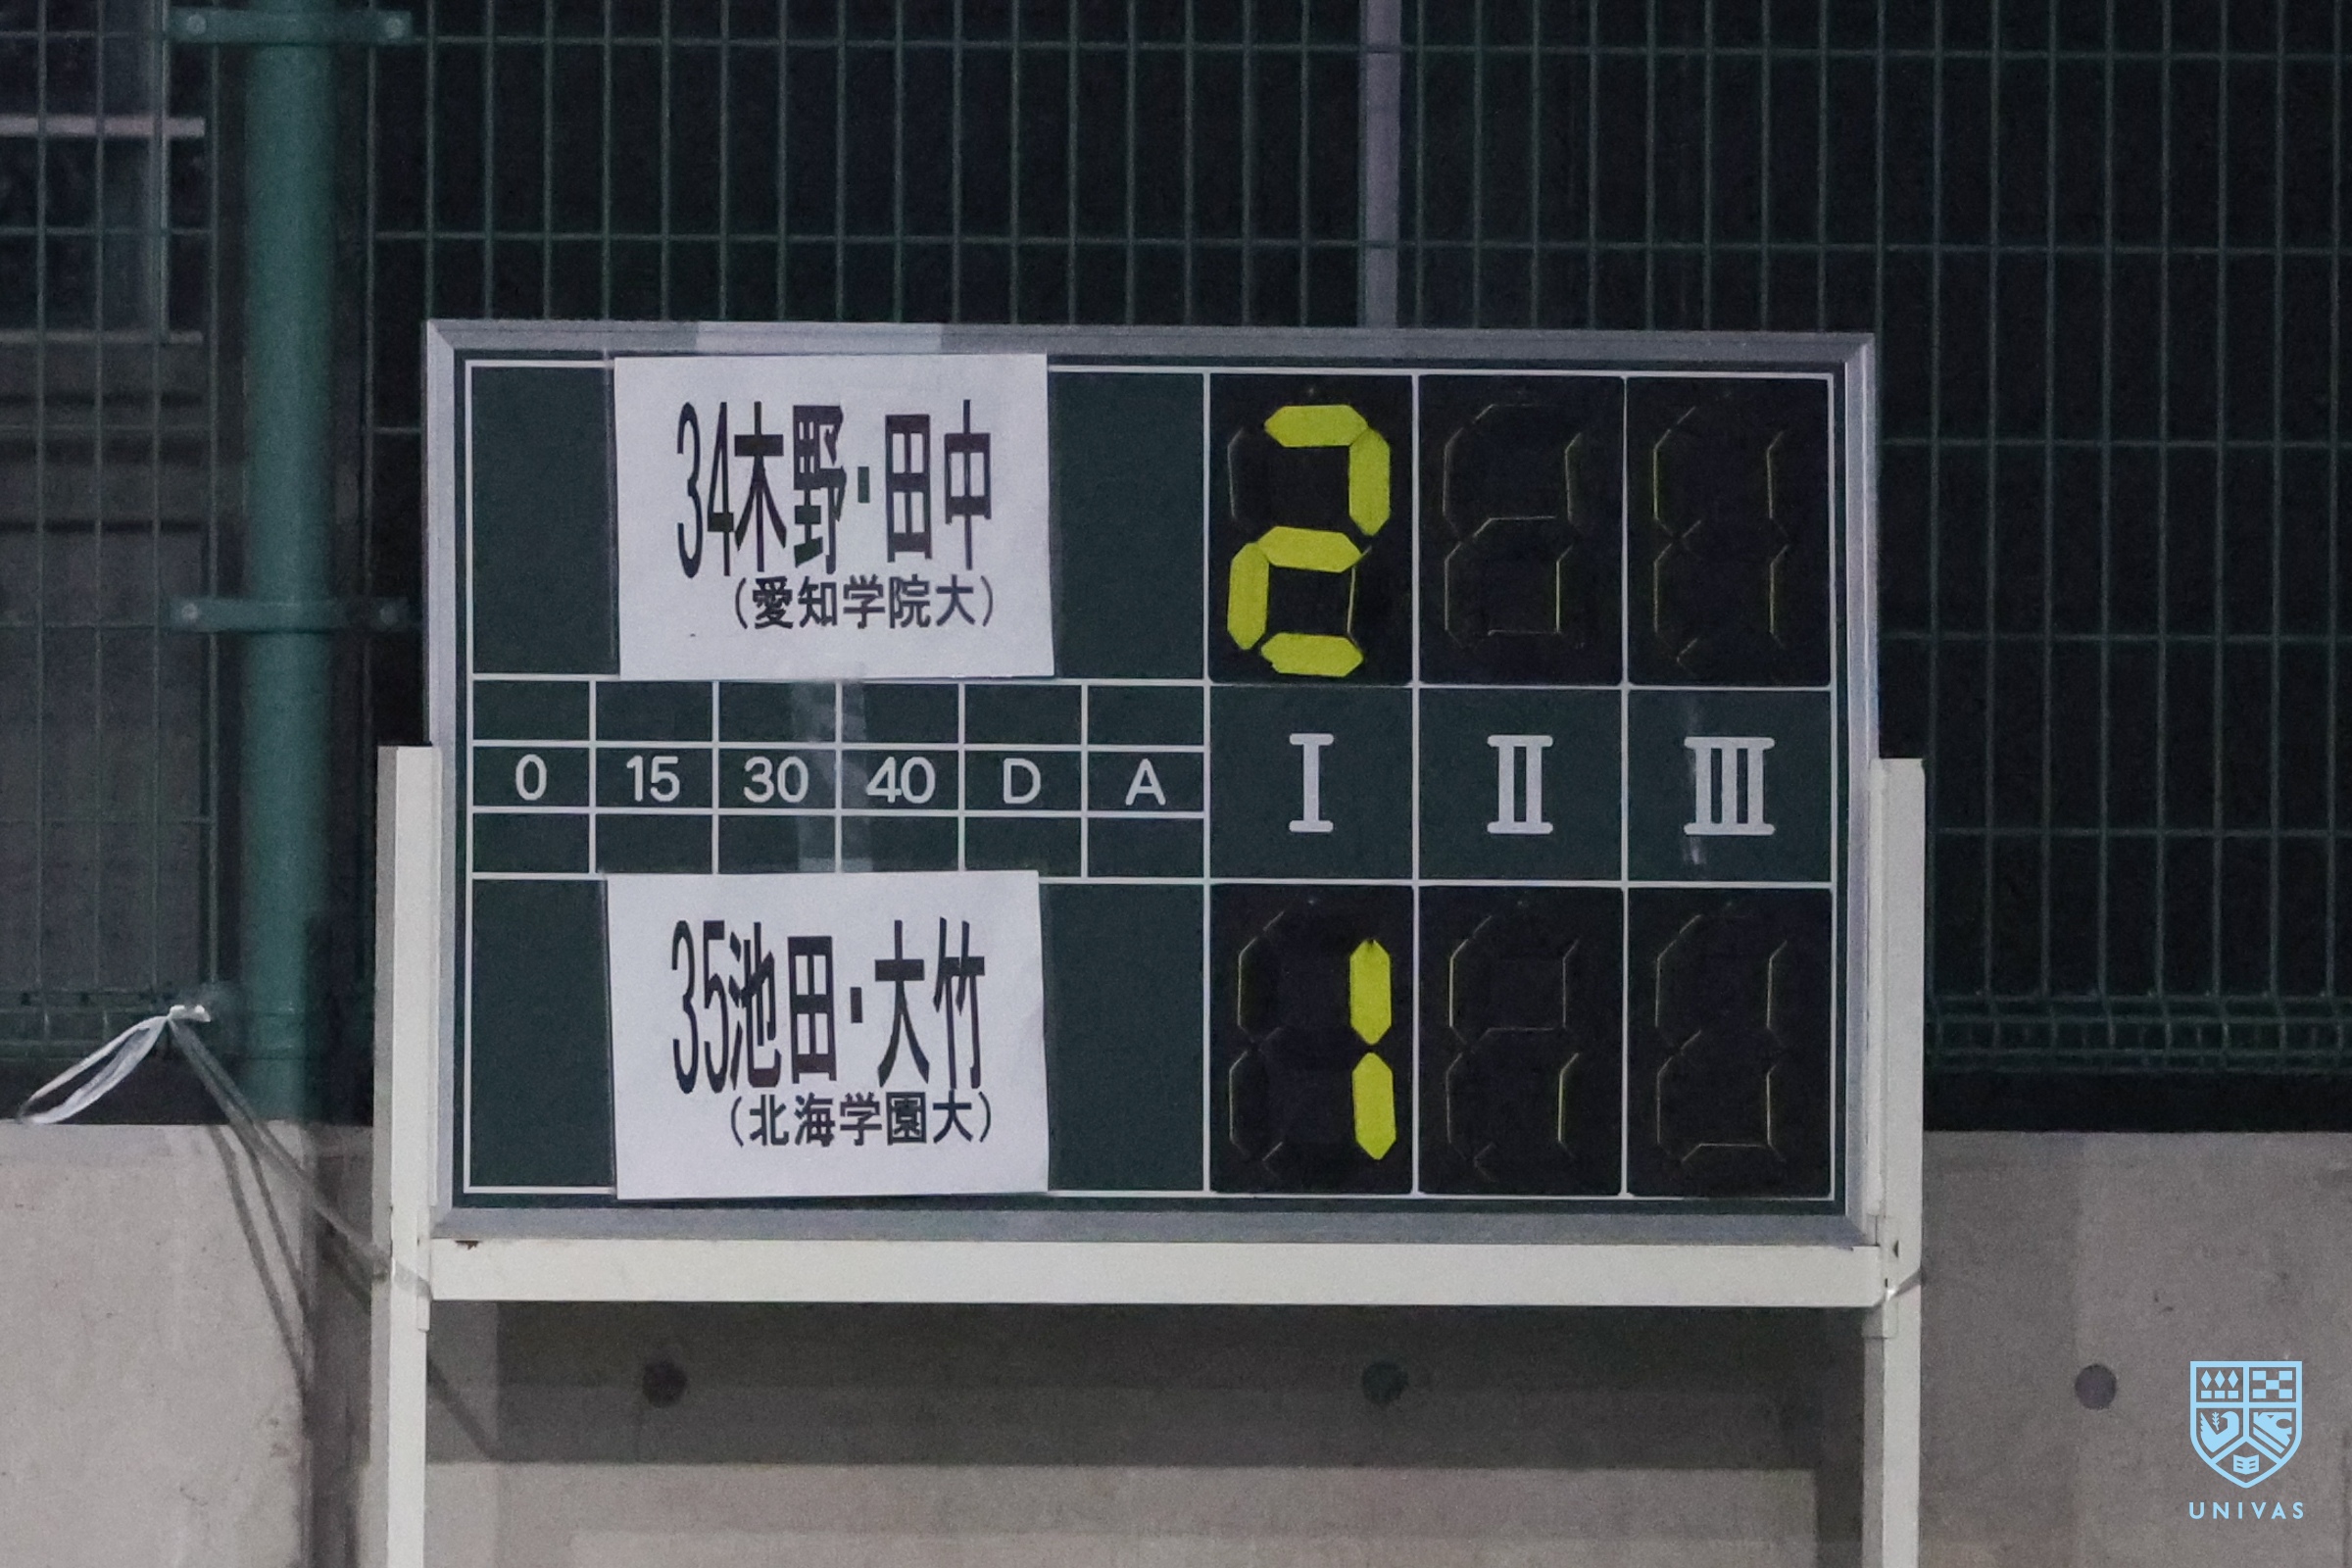 34木野・田中
(愛知学院大)
2
0 15 30 40 D A
I II III
35池田・大竹
(北海学園大)
1
UNIVAS